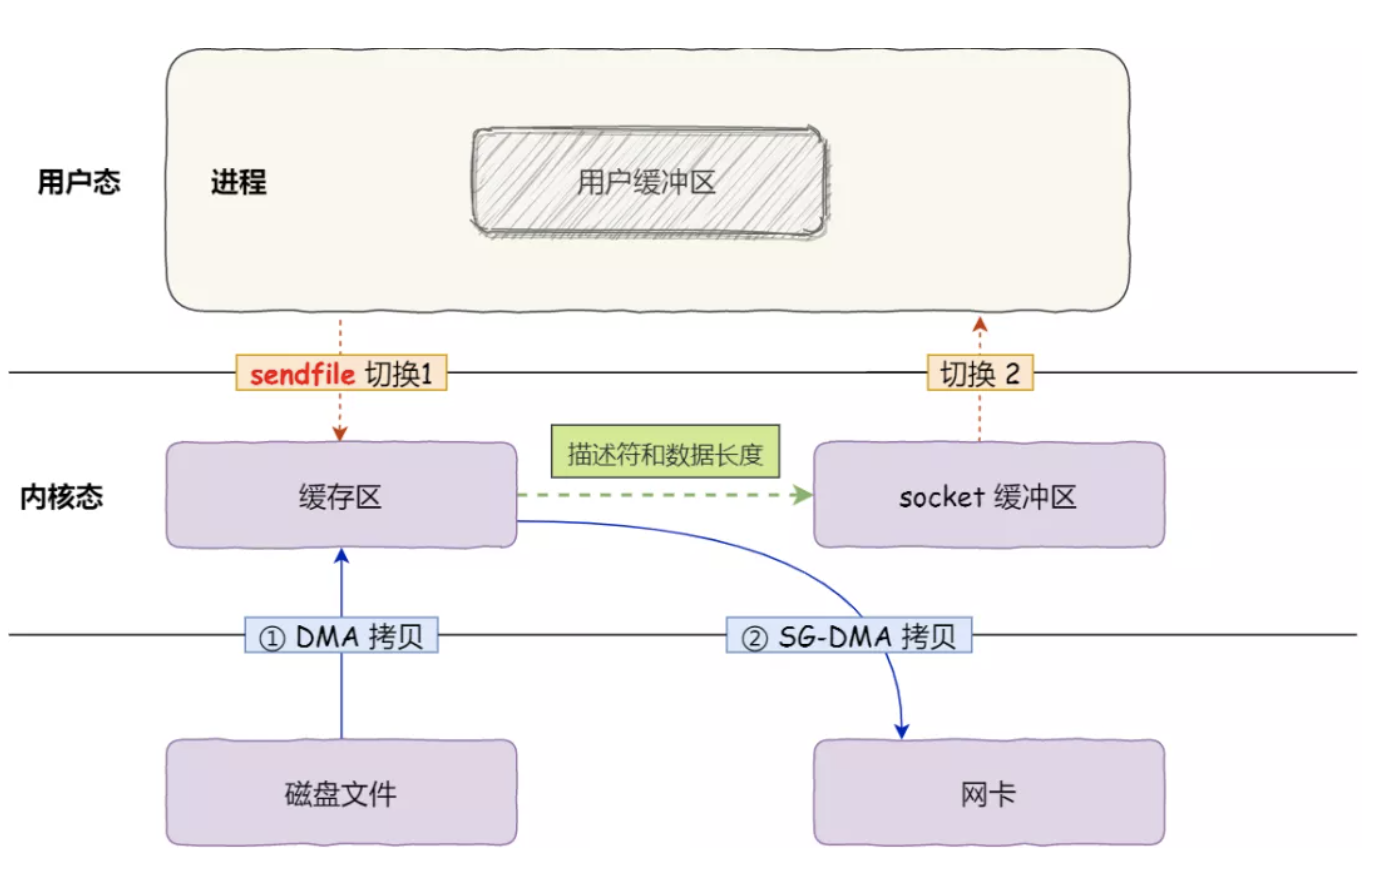 用户态
进程
用户缓冲区
sendfile 切换1
切换 2
描述符和数据长度
内核态
缓存区
socket 缓冲区
① DMA 拷贝
② SG-DMA 拷贝
磁盘文件
网卡